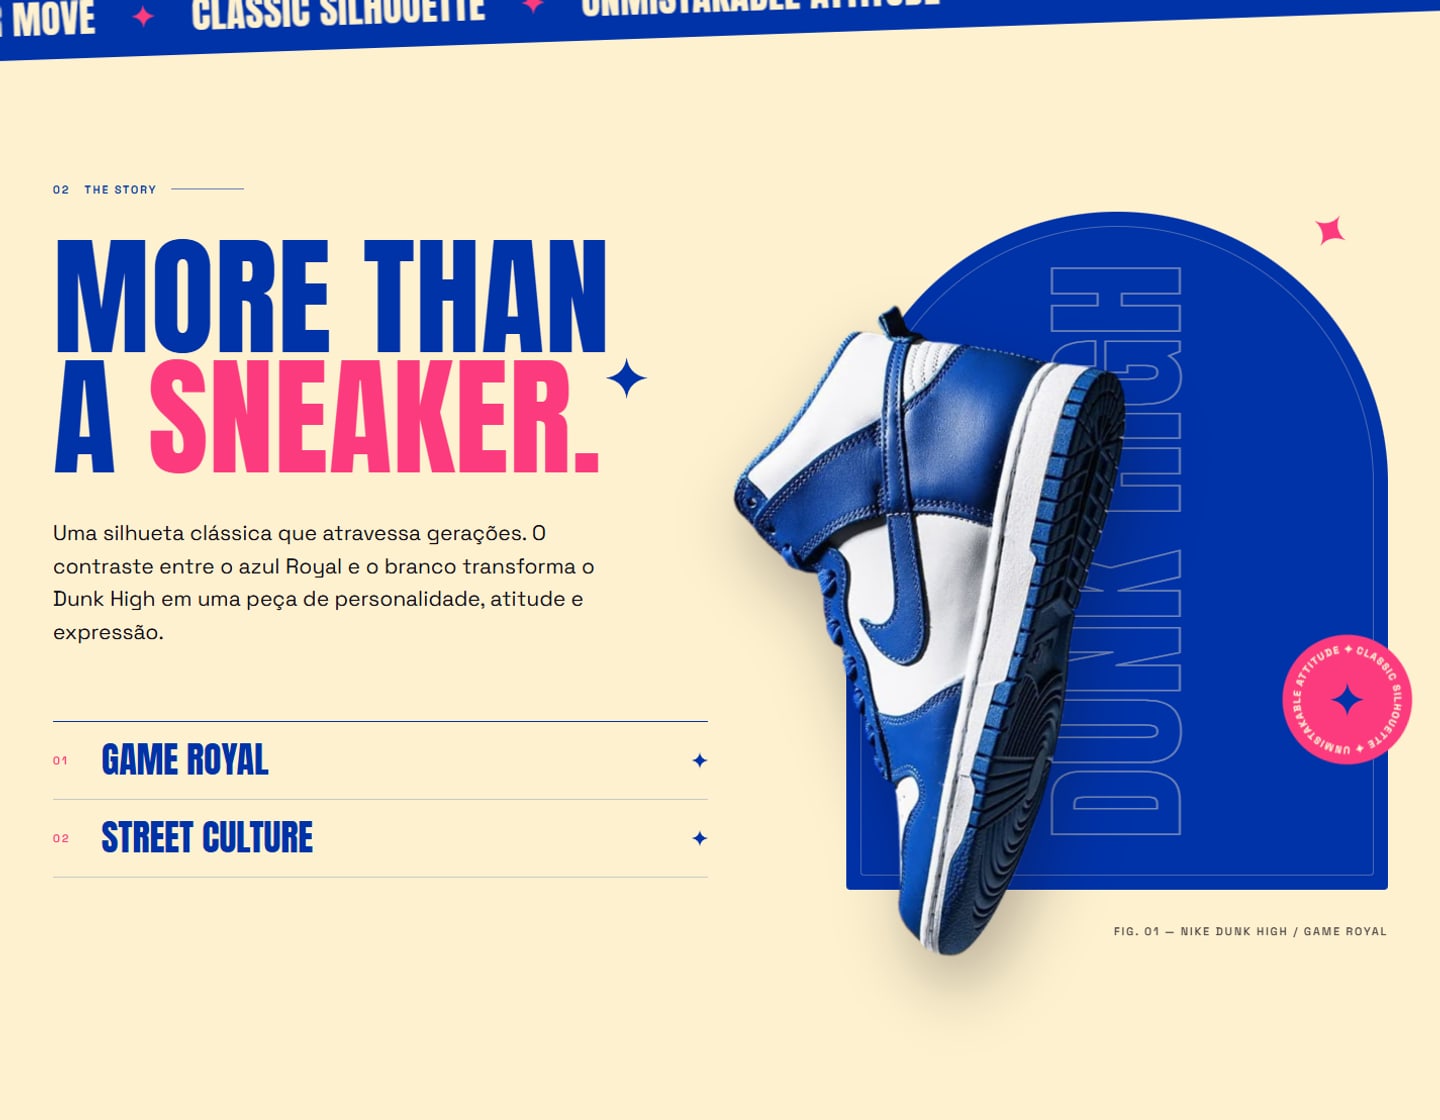 MOVE ✦ CLASSIC SILHOUETTE ✦ UNMISTAKABLE ATTITUDE
02 THE STORY
MORE THAN
A SNEAKER.
Uma silhueta clássica que atravessa gerações. O
contraste entre o azul Royal e o branco transforma o
Dunk High em uma peça de personalidade, atitude e
expressão.
01 GAME ROYAL
02 STREET CULTURE
DUNK HIGH
CLASSIC SILHOUETTE ✦ UNMISTAKABLE ATTITUDE ✦
FIG. 01 — NIKE DUNK HIGH / GAME ROYAL